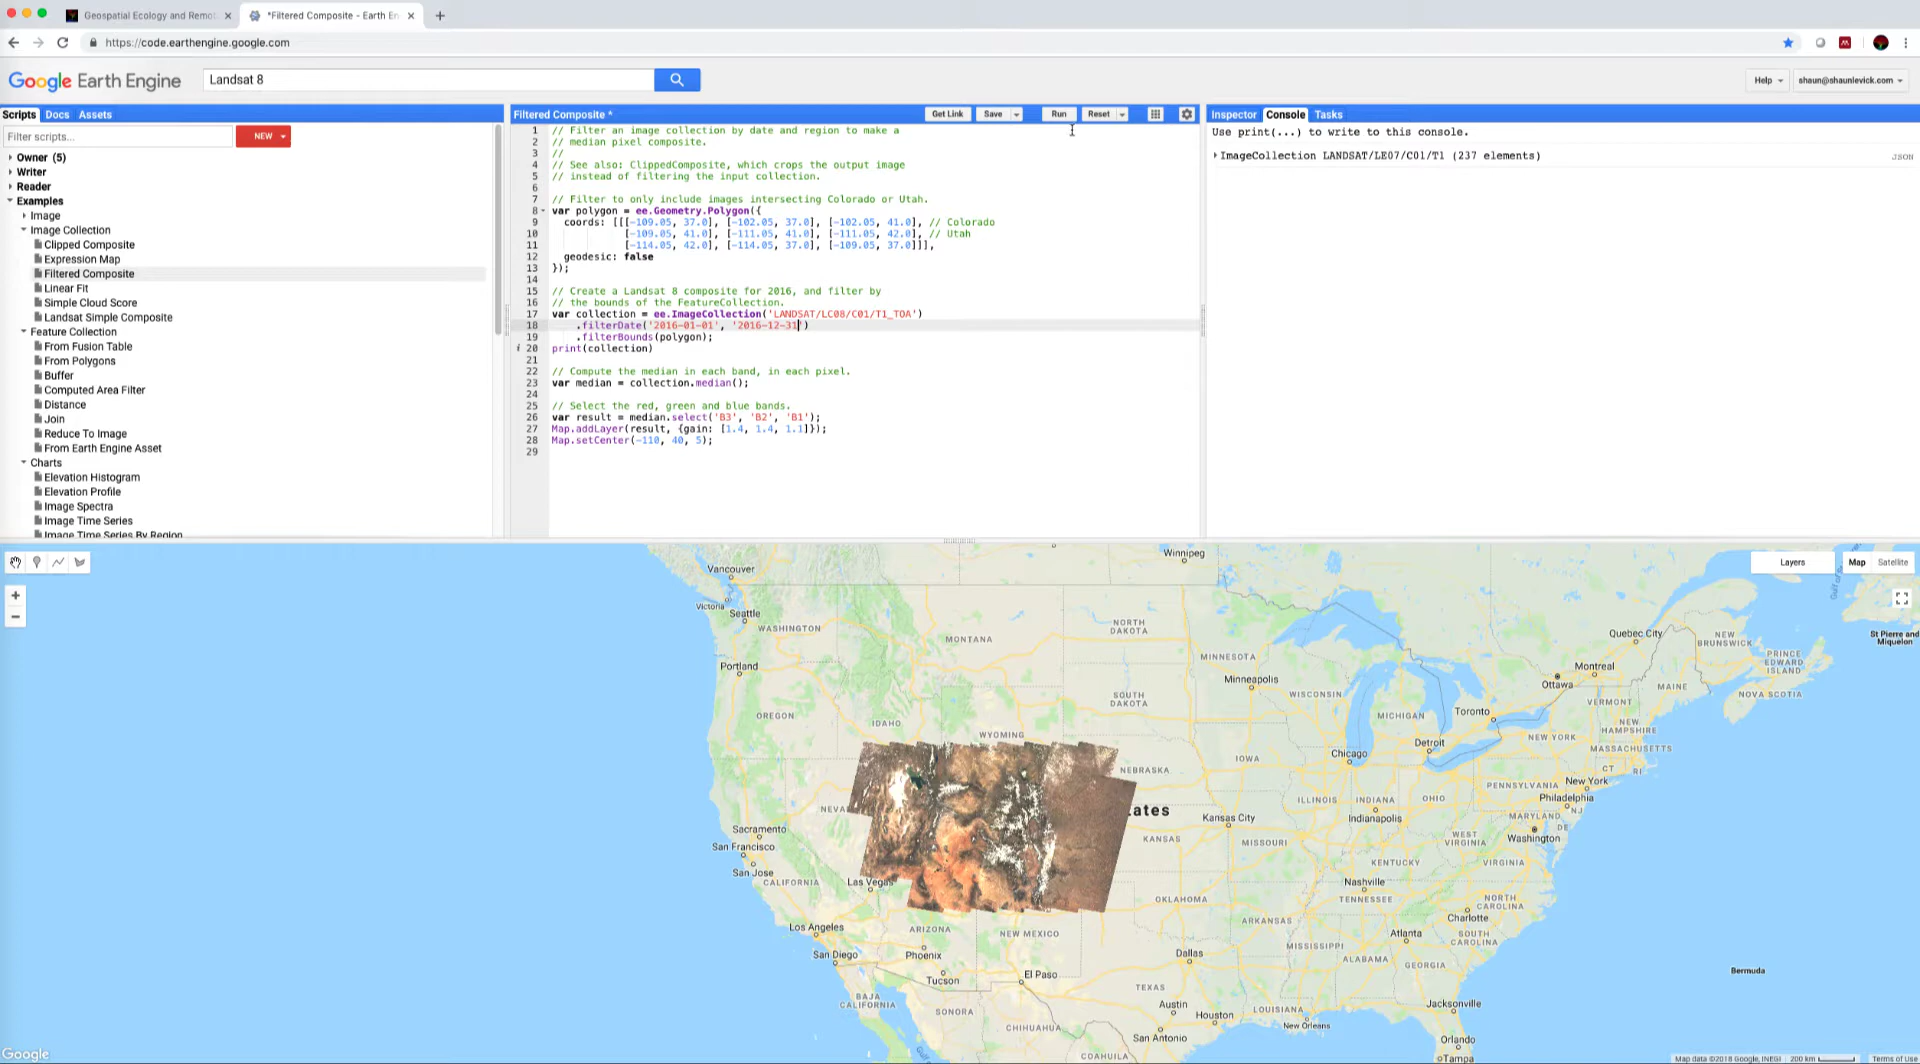 Geospatial Ecology and Remot
*Filtered Composite - Earth En
https://code.earthengine.google.com
Google Earth Engine
Landsat 8
Help
shaun@shaunlevick.com
Scripts Docs Assets
Filter scripts...
NEW
Owner (5)
Writer
Reader
Examples
Image
Image Collection
Clipped Composite
Expression Map
Filtered Composite
Linear Fit
Simple Cloud Score
Landsat Simple Composite
Feature Collection
From Fusion Table
From Polygons
Buffer
Computed Area Filter
Distance
Join
Reduce To Image
From Earth Engine Asset
Charts
Elevation Histogram
Elevation Profile
Image Spectra
Image Time Series
Image Time Series By Region
Filtered Composite *
Get Link Save Run Reset
1 // Filter an image collection by date and region to make a
2 // median pixel composite.
3 //
4 // See also: ClippedComposite, which crops the output image
5 // instead of filtering the input collection.
6
7 // Filter to only include images intersecting Colorado or Utah.
8 var polygon = ee.Geometry.Polygon({
9 coords: [[[-109.05, 37.0], [-102.05, 37.0], [-102.05, 41.0], // Colorado
10 [-109.05, 41.0], [-111.05, 41.0], [-111.05, 42.0], // Utah
11 [-114.05, 42.0], [-114.05, 37.0], [-109.05, 37.0]]],
12 geodesic: false
13 });
14
15 // Create a Landsat 8 composite for 2016, and filter by
16 // the bounds of the FeatureCollection.
17 var collection = ee.ImageCollection('LANDSAT/LC08/C01/T1_TOA')
18 .filterDate('2016-01-01', '2016-12-31')
19 .filterBounds(polygon);
i 20 print(collection)
21
22 // Compute the median in each band, in each pixel.
23 var median = collection.median();
24
25 // Select the red, green and blue bands.
26 var result = median.select('B3', 'B2', 'B1');
27 Map.addLayer(result, {gain: [1.4, 1.4, 1.1]});
28 Map.setCenter(-110, 40, 5);
29
Inspector Console Tasks
Use print(...) to write to this console.
ImageCollection LANDSAT/LE07/C01/T1 (237 elements)
JSON
Layers
Map Satellite
Winnipeg
Vancouver
Victoria
Seattle
WASHINGTON
MONTANA
NORTH
DAKOTA
Quebec City
NEW
BRUNSWICK
St Pierre and
Miquelon
PRINCE
EDWARD
ISLAND
NOVA SCOTIA
Portland
MINNESOTA
Minneapolis
Montreal
Ottawa
MAINE
SOUTH
DAKOTA
WISCONSIN
OREGON
IDAHO
WYOMING
MICHIGAN
Toronto
VERMONT
NEW
HAMPSHIRE
NEW YORK
MASSACHUSETTS
CT RI
Detroit
Chicago
IOWA
NEBRASKA
PENNSYLVANIA
New York
Philadelphia
NJ
ILLINOIS
INDIANA
OHIO
NEVA
ates
Kansas City
Indianapolis
MARYLAND
DE
Washington
Sacramento
San Francisco
San Jose
CALIFORNIA
KANSAS
MISSOURI
WEST
VIRGINIA
KENTUCKY
VIRGINIA
Las Vegas
Nashville
TENNESSEE
OKLAHOMA
NORTH
CAROLINA
Charlotte
ARKANSAS
Los Angeles
ARIZONA
NEW MEXICO
Atlanta
SOUTH
CAROLINA
MISSISSIPPI
San Diego
Phoenix
Dallas
ALABAMA
GEORGIA
Tucson
El Paso
Bermuda
TEXAS
BAJA
CALIFORNIA
SONORA
Austin
Houston
LOUISIANA
Jacksonville
CHIHUAHUA
New Orleans
San Antonio
Orlando
COAHUILA
Tampa
Google
Map data ©2018 Google, INEGI 200 km Terms of Use